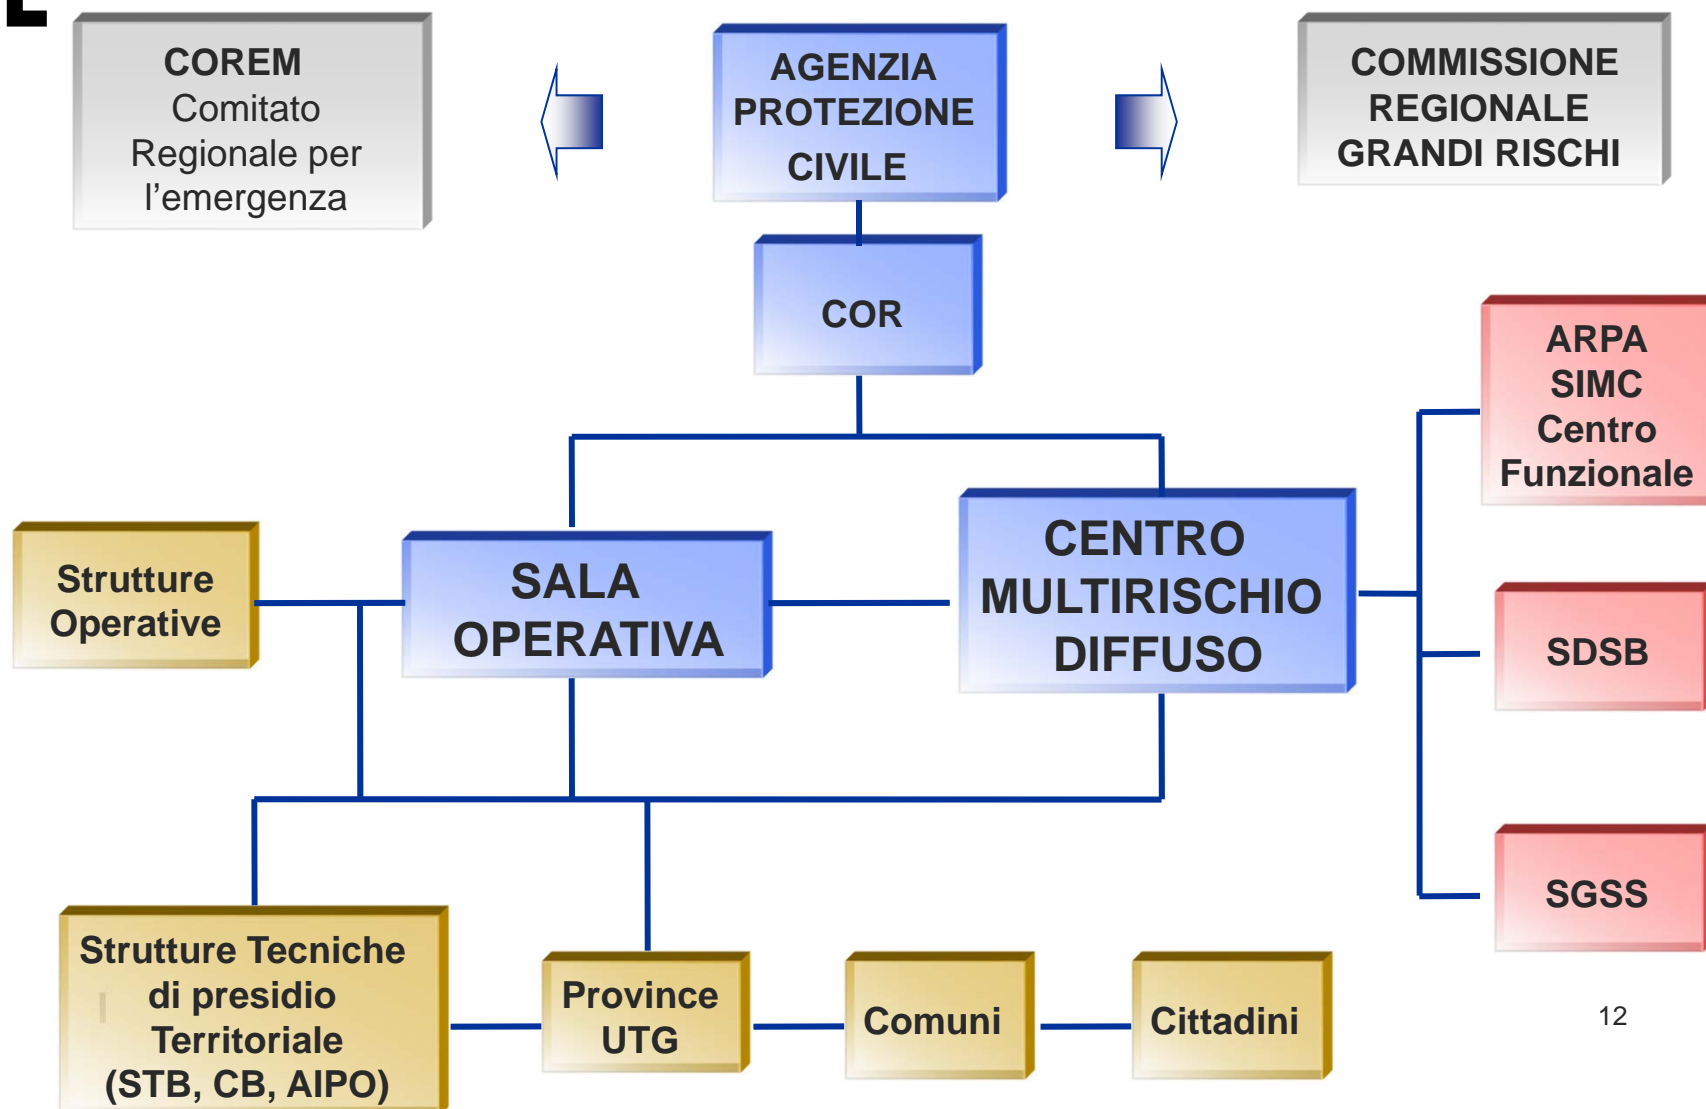 COREM
Comitato
Regionale per
l'emergenza
AGENZIA
PROTEZIONE
CIVILE
COMMISSIONE
REGIONALE
GRANDI RISCHI
COR
ARPA
SIMC
Centro
Funzionale
Strutture
Operative
SALA
OPERATIVA
CENTRO
MULTIRISCHIO
DIFFUSO
SDSB
SGSS
Strutture Tecniche
di presidio
Territoriale
(STB, CB, AIPO)
Province
UTG
Comuni
Cittadini
12